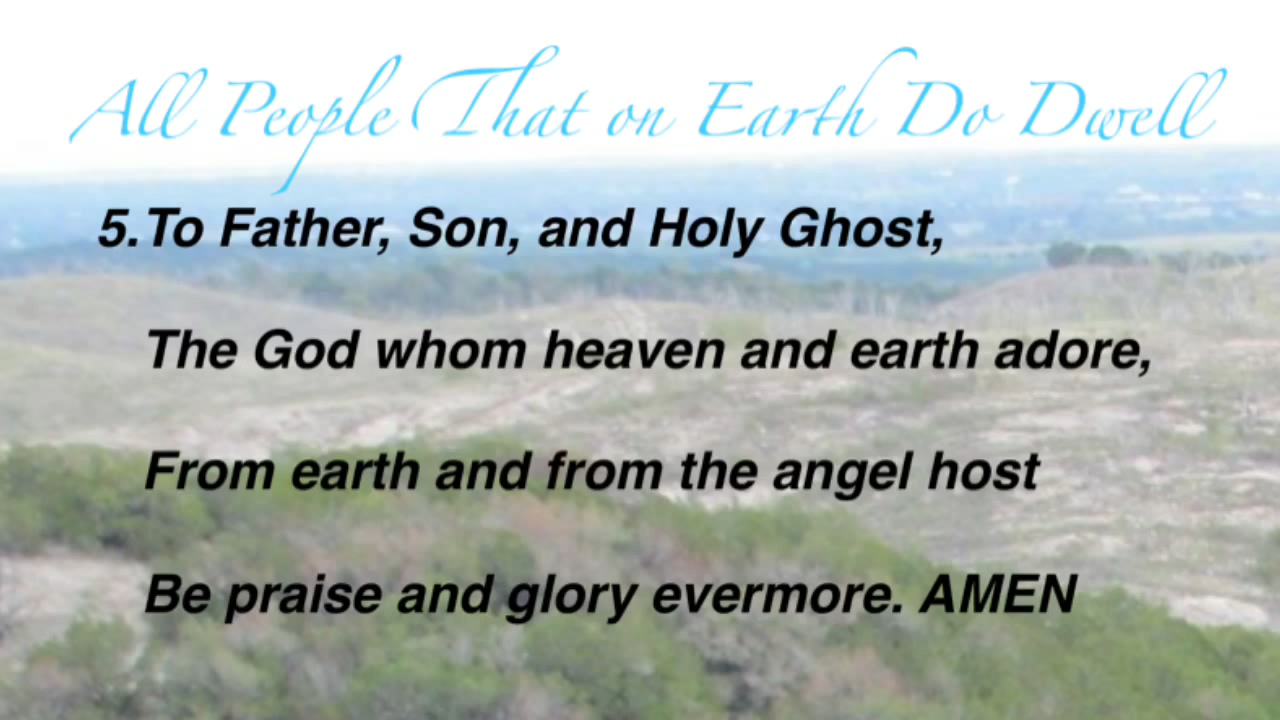 All People That on Earth Do Dwell
5. To Father, Son, and Holy Ghost,
The God whom heaven and earth adore,
From earth and from the angel host
Be praise and glory evermore. AMEN